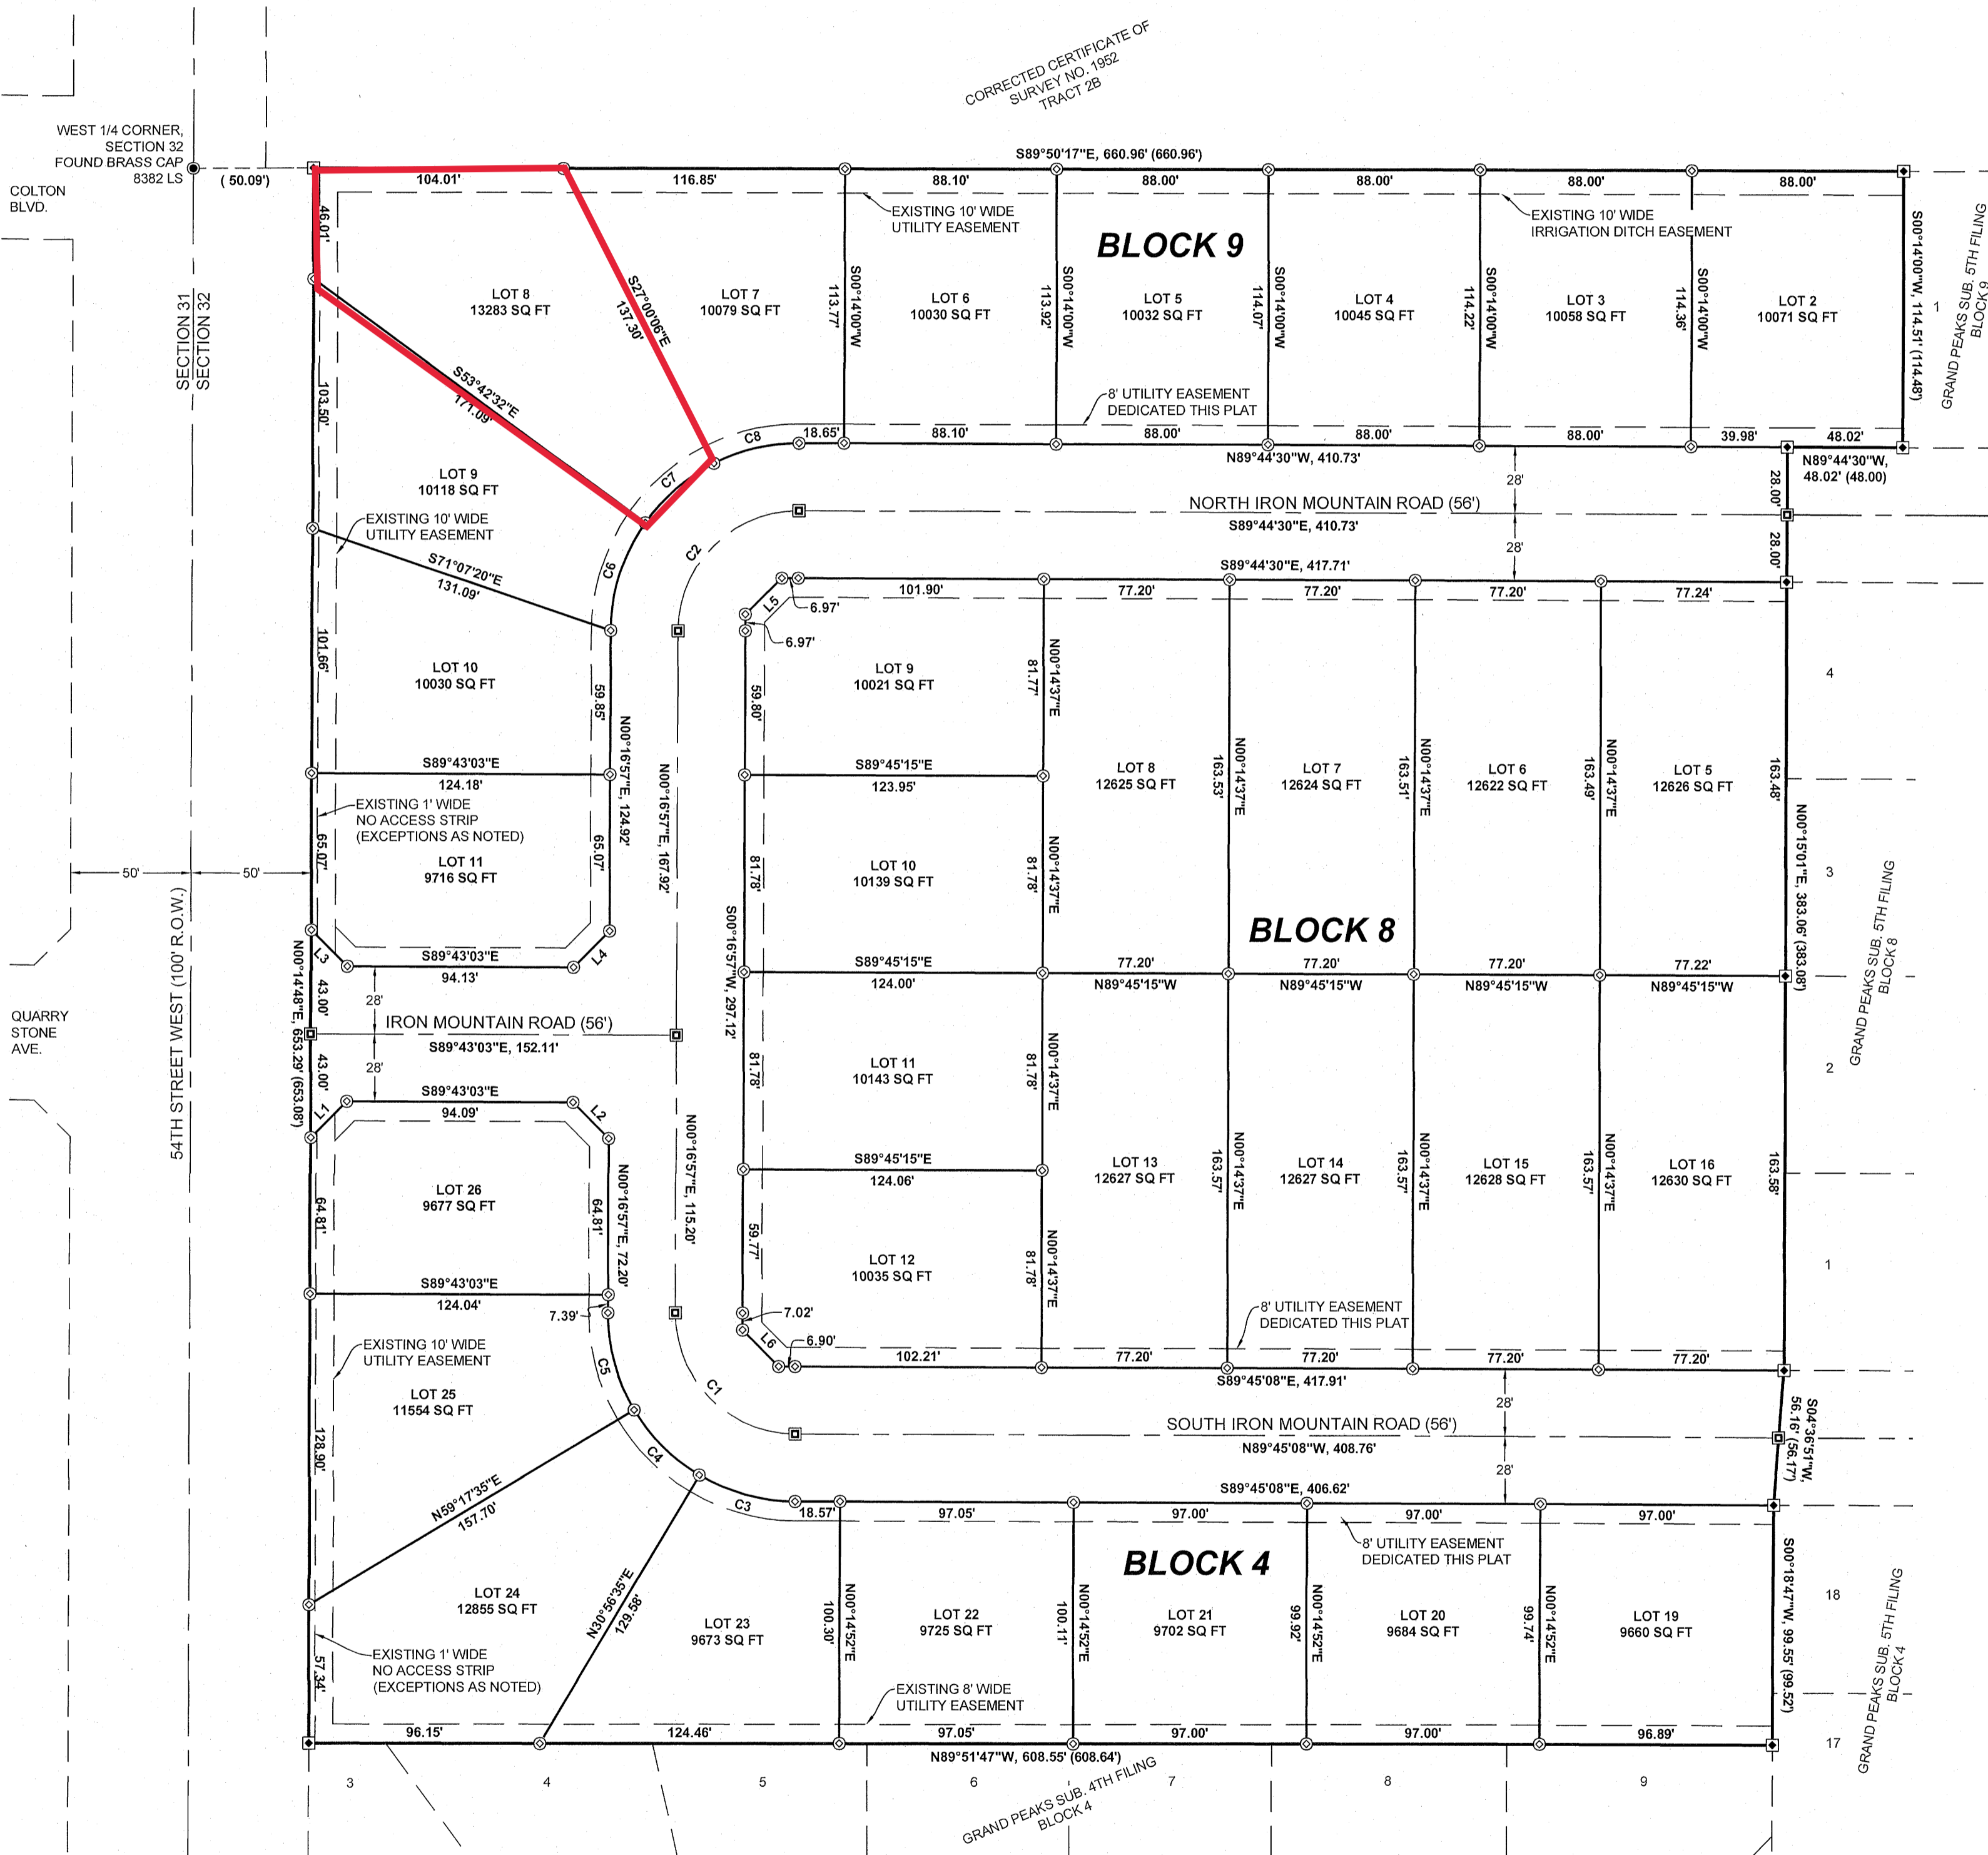 CORRECTED CERTIFICATE OF
SURVEY NO. 1952
TRACT 2B
WEST 1/4 CORNER,
SECTION 32
FOUND BRASS CAP
8382 LS
COLTON
BLVD.
( 50.09')
S89°50'17"E, 660.96' (660.96')
104.01'
116.85'
88.10'
88.00'
88.00'
88.00'
88.00'
46.01'
EXISTING 10' WIDE
UTILITY EASEMENT
BLOCK 9
EXISTING 10' WIDE
IRRIGATION DITCH EASEMENT
SECTION 31
SECTION 32
LOT 8
13283 SQ FT
S27°00'06"E
137.30'
LOT 7
10079 SQ FT
S00°14'00"W
113.77'
LOT 6
10030 SQ FT
S00°14'00"W
113.92'
LOT 5
10032 SQ FT
S00°14'00"W
114.07'
LOT 4
10045 SQ FT
S00°14'00"W
114.22'
LOT 3
10058 SQ FT
S00°14'00"W
114.36'
LOT 2
10071 SQ FT
S00°14'00"W, 114.51' (114.48')
1
GRAND PEAKS SUB. 5TH FILING
BLOCK 9
S53°42'32"E
171.09'
103.50'
8' UTILITY EASEMENT
DEDICATED THIS PLAT
C8
18.65'
88.10'
88.00'
88.00'
88.00'
39.98'
48.02'
N89°44'30"W, 410.73'
N89°44'30"W,
48.02' (48.00)
C7
LOT 9
10118 SQ FT
28'
28.00'
NORTH IRON MOUNTAIN ROAD (56')
S89°44'30"E, 410.73'
EXISTING 10' WIDE
UTILITY EASEMENT
C2
28'
28.00'
S71°07'20"E
131.09'
C6
S89°44'30"E, 417.71'
L5
6.97'
101.90'
77.20'
77.20'
77.20'
77.24'
6.97'
101.66'
LOT 10
10030 SQ FT
59.85'
59.80'
LOT 9
10021 SQ FT
81.77'
N00°14'37"E
4
N00°16'57"E, 124.92'
N00°16'57"E, 167.92'
S89°43'03"E
124.18'
S89°45'15"E
123.95'
LOT 8
12625 SQ FT
163.53'
N00°14'37"E
LOT 7
12624 SQ FT
163.51'
N00°14'37"E
LOT 6
12622 SQ FT
163.49'
N00°14'37"E
LOT 5
12626 SQ FT
163.48'
EXISTING 1' WIDE
NO ACCESS STRIP
(EXCEPTIONS AS NOTED)
65.07'
LOT 11
9716 SQ FT
65.07'
81.78'
LOT 10
10139 SQ FT
81.78'
N00°14'37"E
N00°15'01"E, 383.06' (383.08')
3
50'
50'
54TH STREET WEST (100' R.O.W.)
BLOCK 8
GRAND PEAKS SUB. 5TH FILING
BLOCK 8
L3
S89°43'03"E
94.13'
L4
S00°16'57"W, 297.12'
S89°45'15"E
124.00'
77.20'
N89°45'15"W
77.20'
N89°45'15"W
77.20'
N89°45'15"W
77.22'
N89°45'15"W
QUARRY
STONE
AVE.
N00°14'48"E, 653.29' (653.08')
43.00'
28'
IRON MOUNTAIN ROAD (56')
S89°43'03"E, 152.11'
43.00'
28'
81.78'
LOT 11
10143 SQ FT
81.78'
N00°14'37"E
2
L1
S89°43'03"E
94.09'
L2
N00°16'57"E, 115.20'
S89°45'15"E
124.06'
64.81'
LOT 26
9677 SQ FT
64.81'
N00°16'57"E, 72.20'
LOT 13
12627 SQ FT
163.57'
N00°14'37"E
LOT 14
12627 SQ FT
163.57'
N00°14'37"E
LOT 15
12628 SQ FT
163.57'
N00°14'37"E
LOT 16
12630 SQ FT
163.58'
59.77'
LOT 12
10035 SQ FT
81.78'
N00°14'37"E
1
S89°43'03"E
124.04'
7.39'
7.02'
8' UTILITY EASEMENT
DEDICATED THIS PLAT
EXISTING 10' WIDE
UTILITY EASEMENT
L6
6.90'
102.21'
77.20'
77.20'
77.20'
77.20'
S89°45'08"E, 417.91'
C5
C1
LOT 25
11554 SQ FT
28'
SOUTH IRON MOUNTAIN ROAD (56')
N89°45'08"W, 408.76'
28'
S04°36'51"W,
56.16' (56.17')
128.90'
C4
N59°17'35"E
157.70'
C3
18.57'
S89°45'08"E, 406.62'
97.05'
97.00'
97.00'
97.00'
BLOCK 4
8' UTILITY EASEMENT
DEDICATED THIS PLAT
LOT 24
12855 SQ FT
N30°56'35"E
129.58'
LOT 23
9673 SQ FT
100.30'
N00°14'52"E
LOT 22
9725 SQ FT
100.11'
N00°14'52"E
LOT 21
9702 SQ FT
99.92'
N00°14'52"E
LOT 20
9684 SQ FT
99.74'
N00°14'52"E
LOT 19
9660 SQ FT
S00°18'47"W, 99.55' (99.52')
18
GRAND PEAKS SUB. 5TH FILING
BLOCK 4
57.34'
EXISTING 1' WIDE
NO ACCESS STRIP
(EXCEPTIONS AS NOTED)
EXISTING 8' WIDE
UTILITY EASEMENT
96.15'
124.46'
97.05'
97.00'
97.00'
96.89'
N89°51'47"W, 608.55' (608.64')
17
3
4
5
6
7
8
9
GRAND PEAKS SUB. 4TH FILING
BLOCK 4